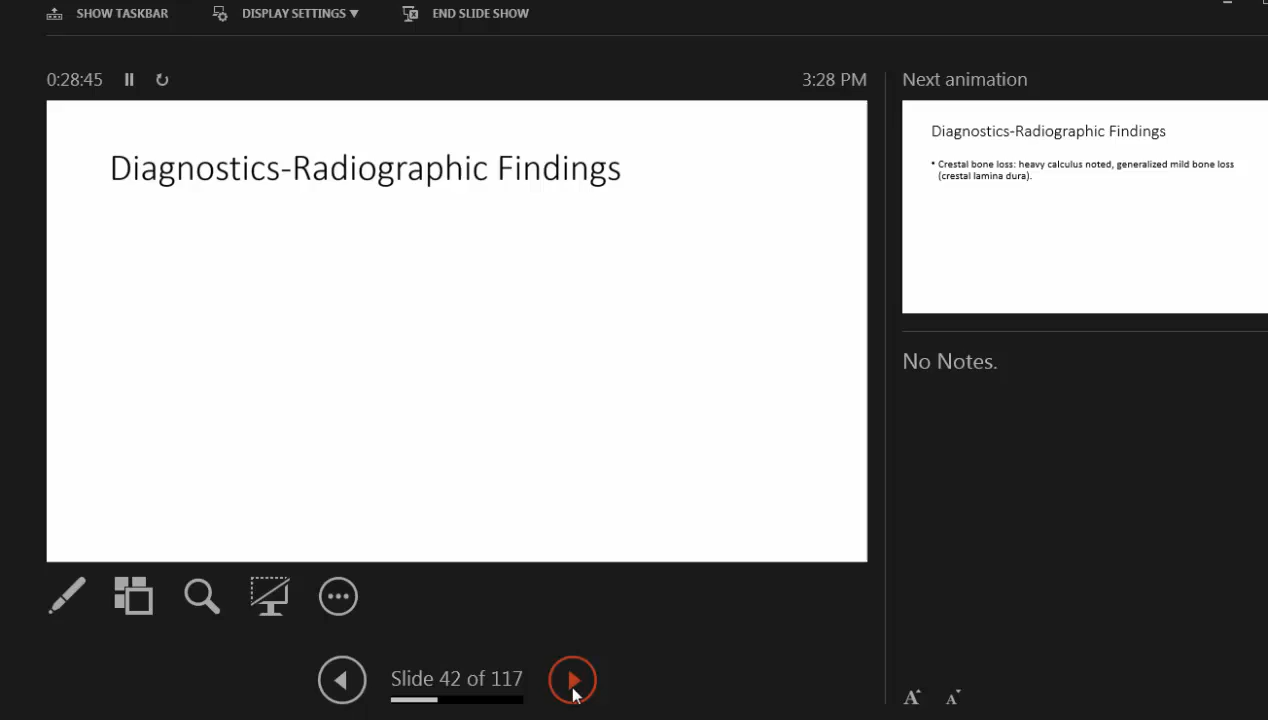 SHOW TASKBAR DISPLAY SETTINGS ▼ END SLIDE SHOW
0:28:45 3:28 PM
Diagnostics-Radiographic Findings
Slide 42 of 117
Next animation
Diagnostics-Radiographic Findings
• Crestal bone loss: heavy calculus noted, generalized mild bone loss
(crestal lamina dura).
No Notes.
A A